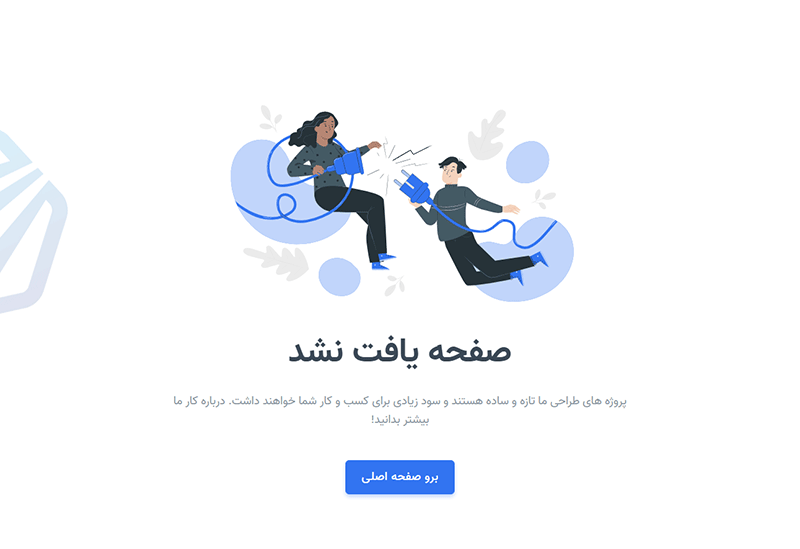 صفحه یافت نشد
پروژه های طراحی ما تازه و ساده هستند و سود زیادی برای کسب و کار شما خواهند داشت. درباره کار ما
بیشتر بدانید!
برو صفحه اصلی